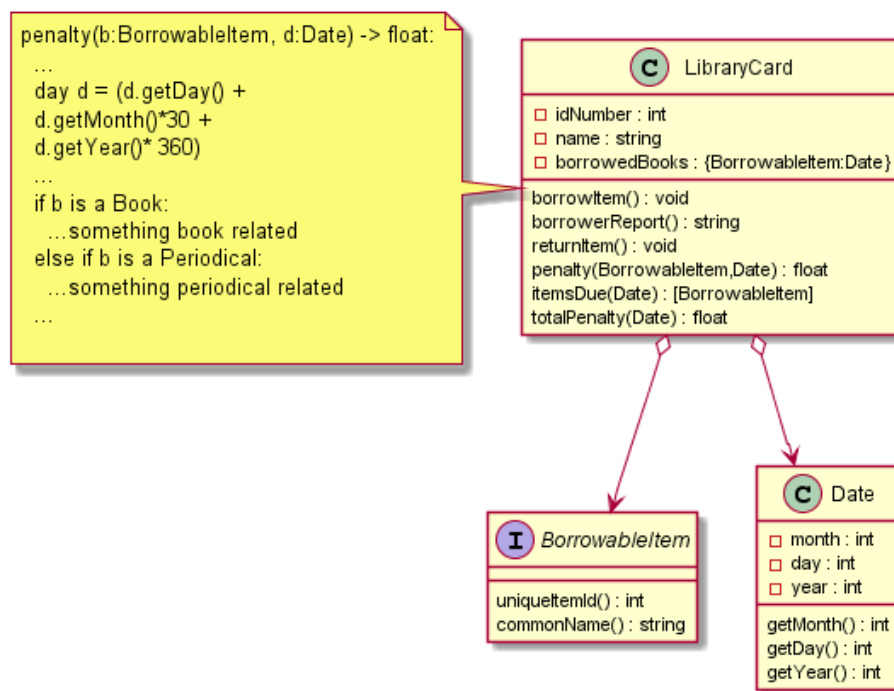 penalty(b:BorrowableItem, d:Date) -> float:
...
day d = (d.getDay() +
d.getMonth()*30 +
d.getYear()* 360)
...
if b is a Book:
...something book related
else if b is a Periodical:
...something periodical related
...
C LibraryCard
idNumber : int
name : string
borrowedBooks : {BorrowableItem:Date}
borrowItem() : void
borrowerReport() : string
returnItem() : void
penalty(BorrowableItem,Date) : float
itemsDue(Date) : [BorrowableItem]
totalPenalty(Date) : float
I BorrowableItem
uniqueItemId() : int
commonName() : string
C Date
month : int
day : int
year : int
getMonth() : int
getDay() : int
getYear() : int